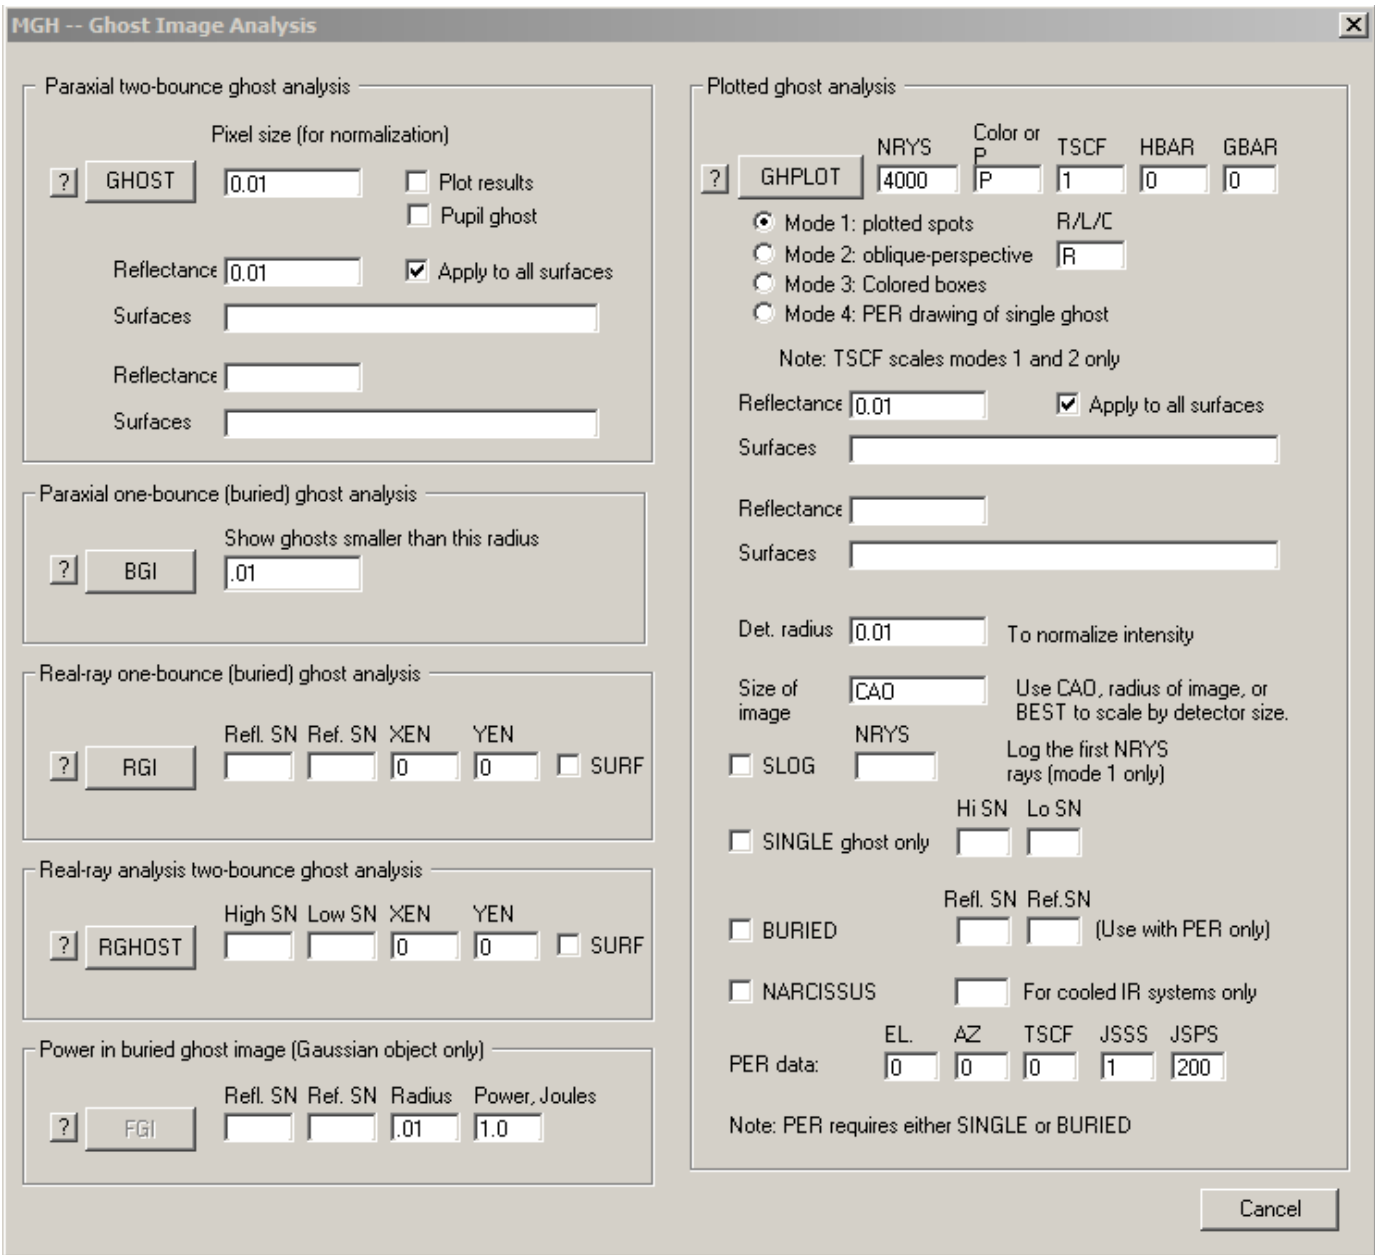 MGH -- Ghost Image Analysis
Paraxial two-bounce ghost analysis
Pixel size (for normalization)
? GHOST 0.01 Plot results
Pupil ghost
Reflectance 0.01 Apply to all surfaces
Surfaces
Reflectance
Surfaces
Paraxial one-bounce (buried) ghost analysis
Show ghosts smaller than this radius
? BGI .01
Real-ray one-bounce (buried) ghost analysis
Refl. SN Ref. SN XEN YEN
? RGI 0 0 SURF
Real-ray analysis two-bounce ghost analysis
High SN Low SN XEN YEN
? RGHOST 0 0 SURF
Power in buried ghost image (Gaussian object only)
Refl. SN Ref. SN Radius Power, Joules
? FGI .01 1.0
Plotted ghost analysis
NRYS Color or P TSCF HBAR GBAR
? GHPLOT 4000 P 1 0 0
Mode 1: plotted spots R/L/C
Mode 2: oblique-perspective R
Mode 3: Colored boxes
Mode 4: PER drawing of single ghost
Note: TSCF scales modes 1 and 2 only
Reflectance 0.01 Apply to all surfaces
Surfaces
Reflectance
Surfaces
Det. radius 0.01 To normalize intensity
Size of image CAO Use CAO, radius of image, or
BEST to scale by detector size.
NRYS
SLOG Log the first NRYS
rays (mode 1 only)
Hi SN Lo SN
SINGLE ghost only
Refl. SN Ref.SN
BURIED (Use with PER only)
NARCISSUS For cooled IR systems only
EL. AZ TSCF JSSS JSPS
PER data: 0 0 0 1 200
Note: PER requires either SINGLE or BURIED
Cancel